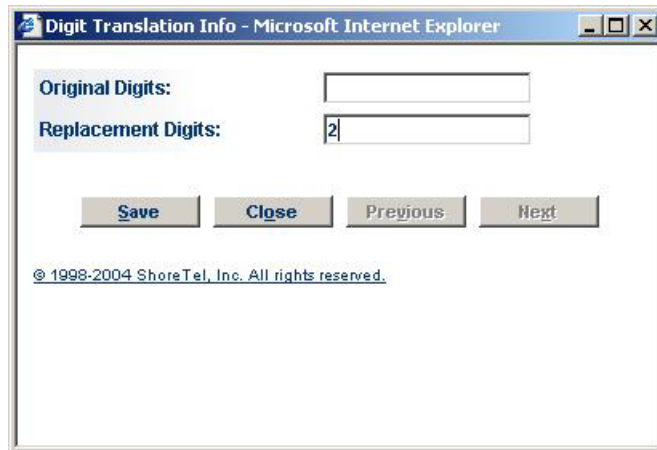 Digit Translation Info - Microsoft Internet Explorer
Original Digits:
Replacement Digits: 2
Save Close Previous Next
© 1998-2004 ShoreTel, Inc. All rights reserved.